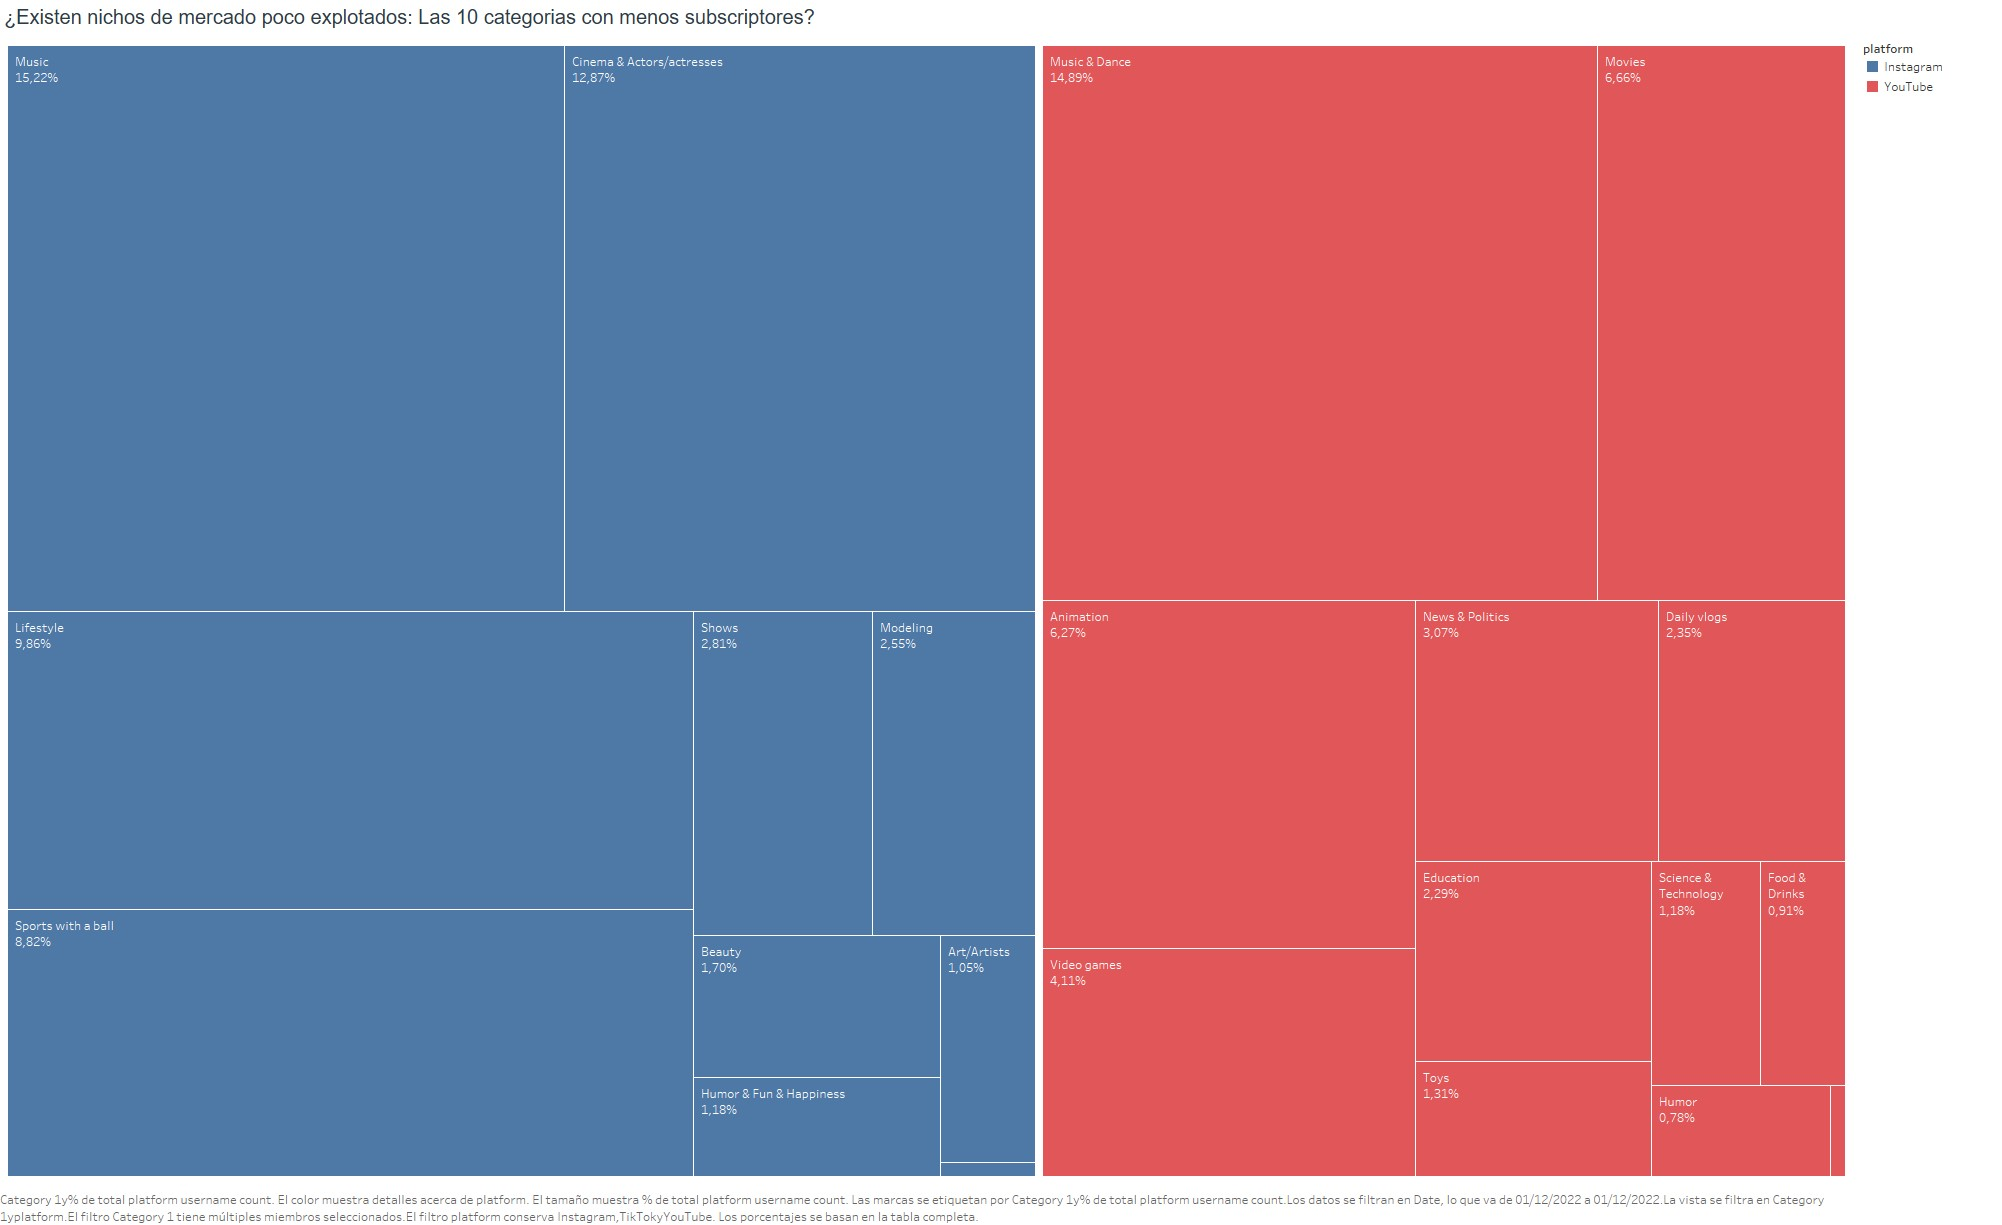 ¿Existen nichos de mercado poco explotados: Las 10 categorias con menos subscriptores?
Music
15,22%
Cinema & Actors/actresses
12,87%
Lifestyle
9,86%
Shows
2,81%
Modeling
2,55%
Sports with a ball
8,82%
Beauty
1,70%
Art/Artists
1,05%
Humor & Fun & Happiness
1,18%
Music & Dance
14,89%
Movies
6,66%
Animation
6,27%
News & Politics
3,07%
Daily vlogs
2,35%
Education
2,29%
Science &
Technology
1,18%
Food &
Drinks
0,91%
Video games
4,11%
Toys
1,31%
Humor
0,78%
platform
Instagram
YouTube
Category 1y% de total platform username count. El color muestra detalles acerca de platform. El tamaño muestra % de total platform username count. Las marcas se etiquetan por Category 1y% de total platform username count.Los datos se filtran en Date, lo que va de 01/12/2022 a 01/12/2022.La vista se filtra en Category
1yplatform.El filtro Category 1 tiene múltiples miembros seleccionados.El filtro platform conserva Instagram,TikTokyYouTube. Los porcentajes se basan en la tabla completa.